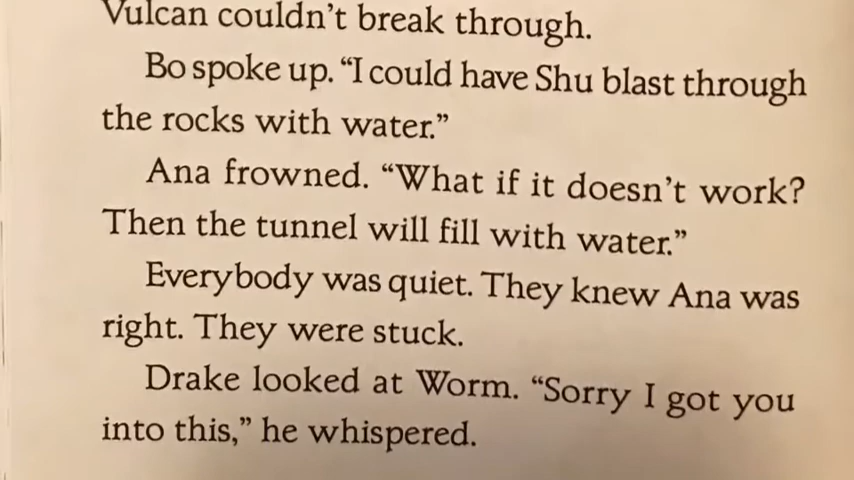 Vulcan couldn't break through.
Bo spoke up. “I could have Shu blast through
the rocks with water.”
Ana frowned. “What if it doesn't work?
Then the tunnel will fill with water.”
Everybody was quiet. They knew Ana was
right. They were stuck.
Drake looked at Worm. “Sorry I got you
into this,” he whispered.